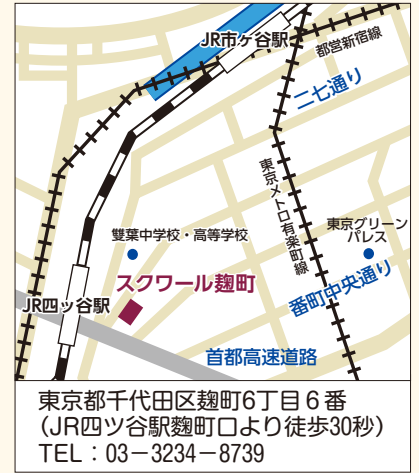 JR市ヶ谷駅
都営新宿線
二七通り
東京メトロ有楽町線
雙葉中学校・高等学校
東京グリーン
パレス
スクワール麹町
番町中央通り
JR四ッ谷駅
首都高速道路
東京都千代田区麹町6丁目６番
(JR四ツ谷駅麴町口より徒歩30秒)
TEL：03−3234−8739